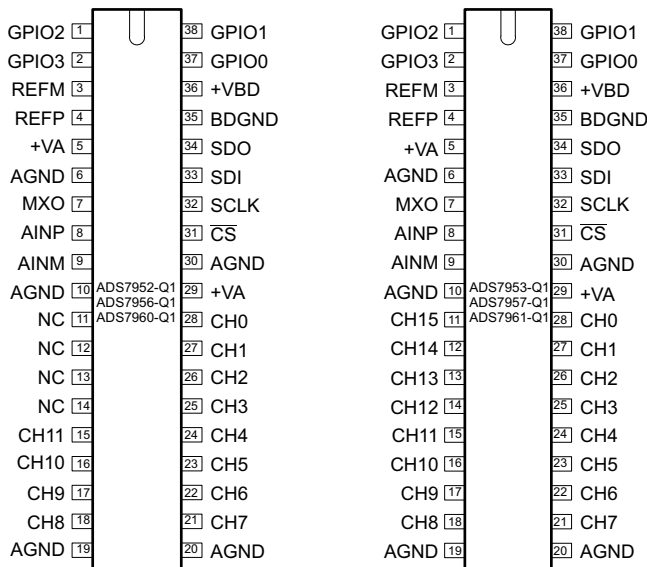 GPIO2 1 38 GPIO1
GPIO3 2 37 GPIO0
REFM 3 36 +VBD
REFP 4 35 BDGND
+VA 5 34 SDO
AGND 6 33 SDI
MXO 7 32 SCLK
AINP 8 31 CS
AINM 9 30 AGND
AGND 10 ADS7952-Q1 29 +VA
ADS7956-Q1
NC 11 ADS7960-Q1 28 CH0
NC 12 27 CH1
NC 13 26 CH2
NC 14 25 CH3
CH11 15 24 CH4
CH10 16 23 CH5
CH9 17 22 CH6
CH8 18 21 CH7
AGND 19 20 AGND
GPIO2 1 38 GPIO1
GPIO3 2 37 GPIO0
REFM 3 36 +VBD
REFP 4 35 BDGND
+VA 5 34 SDO
AGND 6 33 SDI
MXO 7 32 SCLK
AINP 8 31 CS
AINM 9 30 AGND
AGND 10 ADS7953-Q1 29 +VA
ADS7957-Q1
CH15 11 ADS7961-Q1 28 CH0
CH14 12 27 CH1
CH13 13 26 CH2
CH12 14 25 CH3
CH11 15 24 CH4
CH10 16 23 CH5
CH9 17 22 CH6
CH8 18 21 CH7
AGND 19 20 AGND